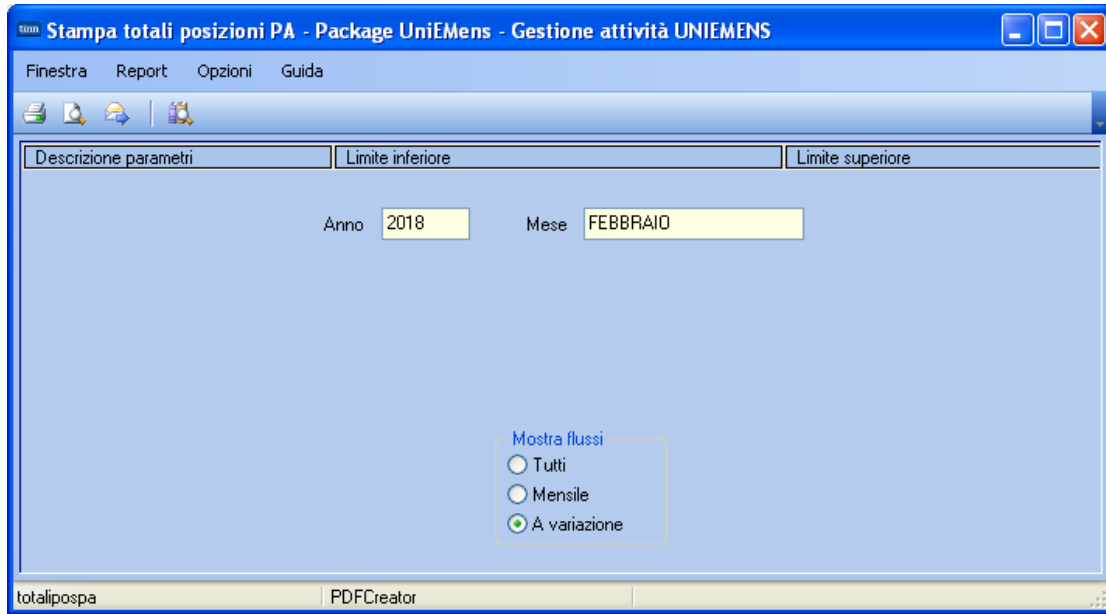 tinn Stampa totali posizioni PA - Package UniEMens - Gestione attività UNIEMENS
Finestra Report Opzioni Guida
Descrizione parametri Limite inferiore Limite superiore
Anno 2018 Mese FEBBRAIO
Mostra flussi
Tutti
Mensile
A variazione
totalipospa PDFCreator